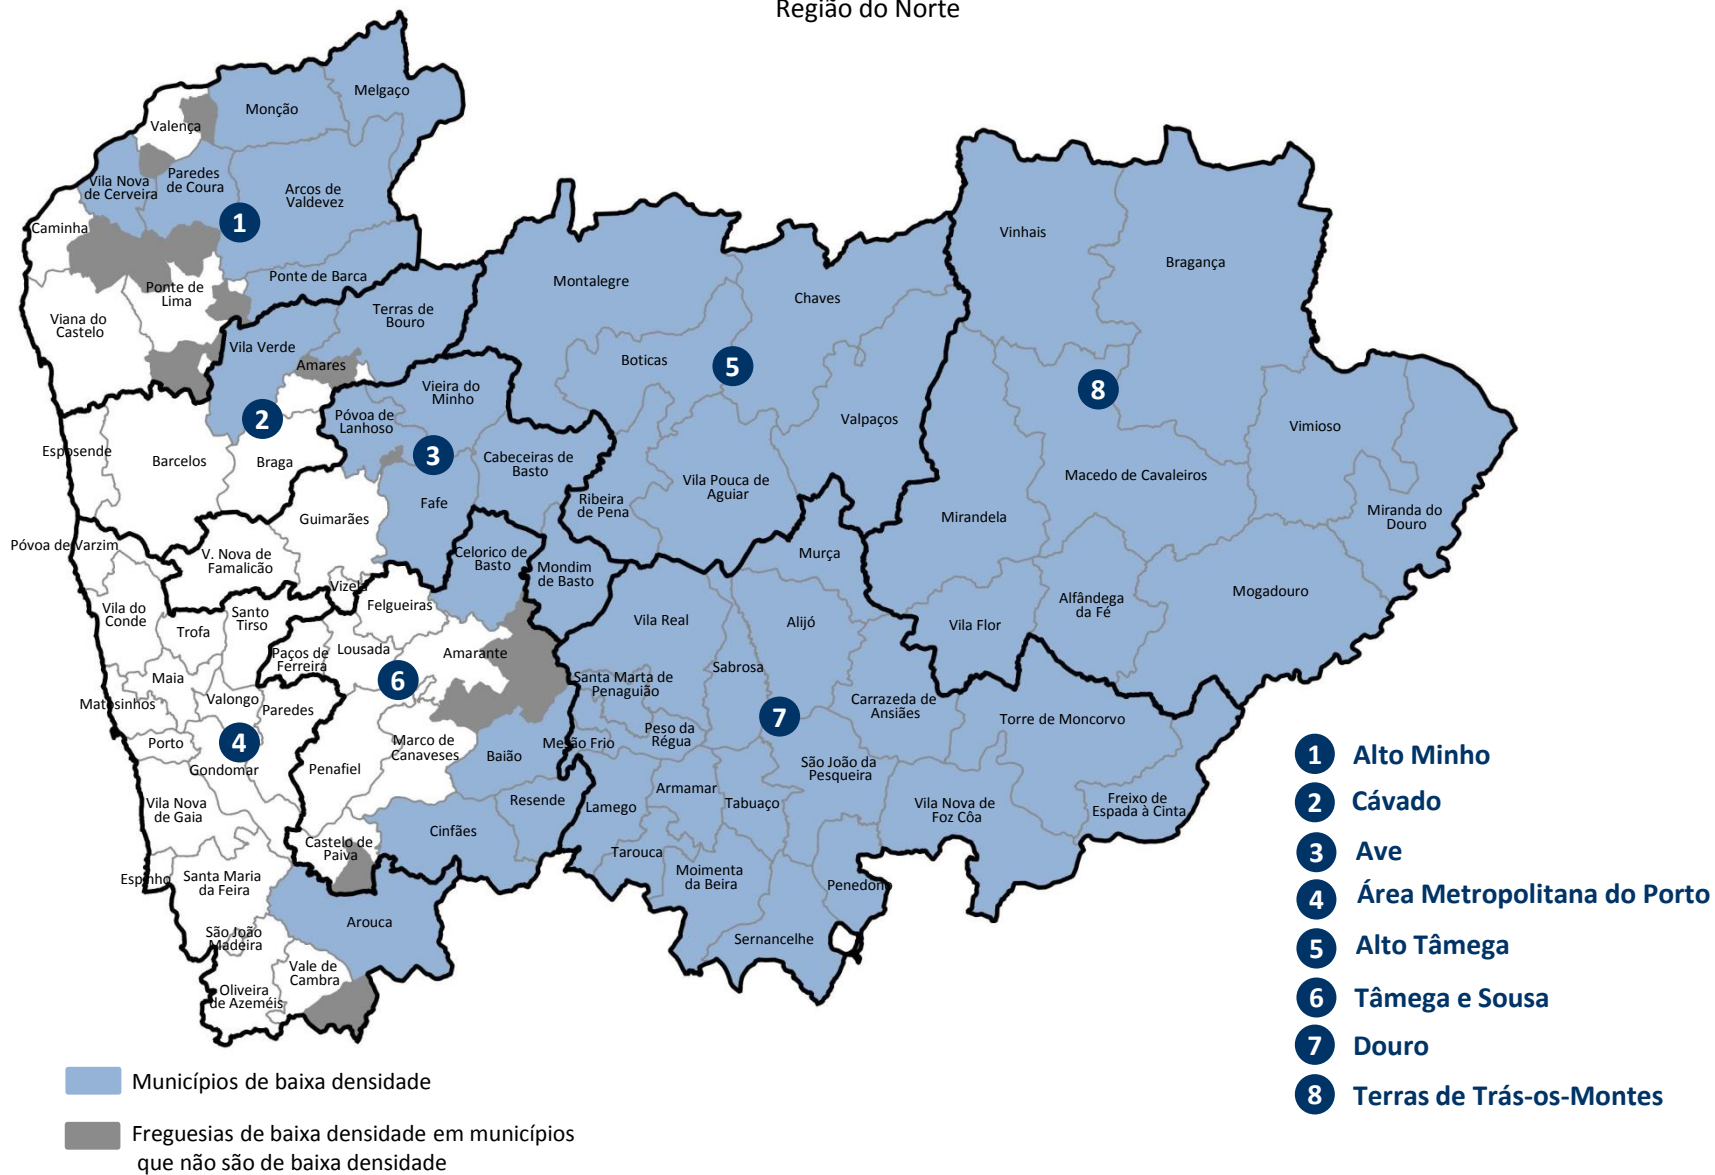 Região do Norte
Melgaço
Monção
Valença
Vila Nova
de Cerveira
Paredes
de Coura
Arcos de
Valdevez
1
Caminha
Ponte de Barca
Ponte de
Lima
Viana do
Castelo
Terras de
Bouro
Vila Verde
Amares
2
Esposende
Barcelos
Braga
Vieira do
Minho
Póvoa de
Lanhoso
3
Cabeceiras de
Basto
Fafe
Guimarães
V. Nova de
Famalicão
Vizela
Montalegre
Chaves
Boticas
5
Valpaços
Vila Pouca de
Aguiar
Ribeira
de Pena
Vinhais
Bragança
8
Vimioso
Macedo de Cavaleiros
Mirandela
Miranda do
Douro
Mogadouro
Alfândega
da Fé
Vila Flor
Póvoa de Varzim
Vila do
Conde
Trofa
Santo
Tirso
Maia
Matosinhos
Valongo
Paredes
Porto
4
Gondomar
Vila Nova
de Gaia
Espinho
Santa Maria
da Feira
Arouca
São João
Madeira
Vale de
Cambra
Oliveira
de Azeméis
Celorico de
Basto
Mondim
de Basto
Felgueiras
Lousada
Paços de
Ferreira
Amarante
6
Marco de
Canaveses
Penafiel
Baião
Resende
Cinfães
Castelo de
Paiva
Murça
Vila Real
Alijó
Sabrosa
Santa Marta de
Penaguião
Peso da
Régua
Mesão Frio
7
Carrazeda de
Ansiães
Torre de Moncorvo
São João da
Pesqueira
Armamar
Lamego
Tabuaço
Vila Nova de
Foz Côa
Freixo de
Espada à Cinta
Tarouca
Moimenta
da Beira
Penedono
Sernancelhe
1 Alto Minho
2 Cávado
3 Ave
4 Área Metropolitana do Porto
5 Alto Tâmega
6 Tâmega e Sousa
7 Douro
8 Terras de Trás-os-Montes
Municípios de baixa densidade
Freguesias de baixa densidade em municípios
que não são de baixa densidade